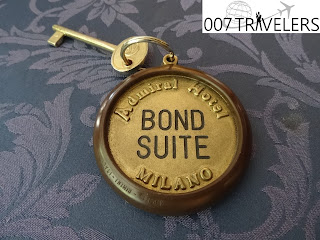 007 TRAVELERS
Admiral Hotel
BOND
SUITE
MILANO